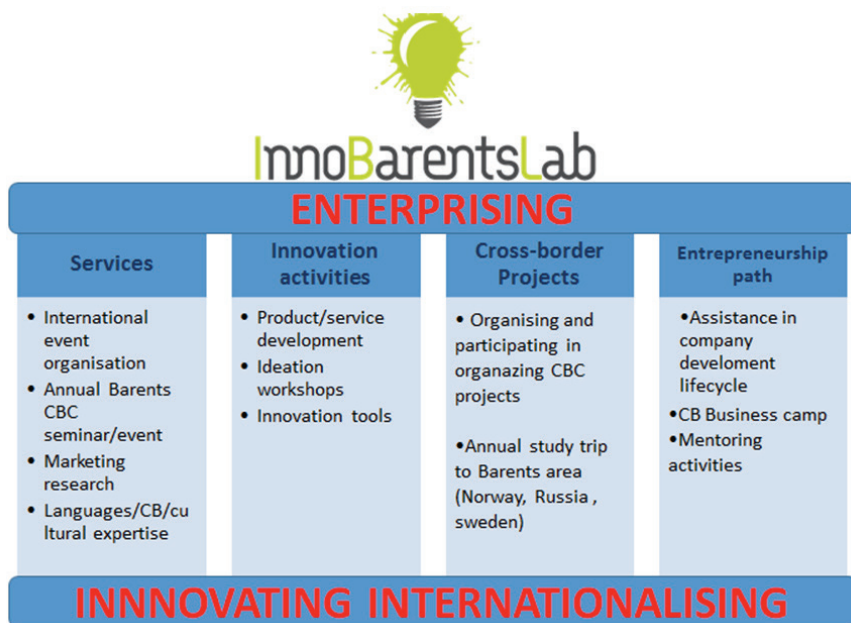 InnoBarentsLab
ENTERPRISING
Services
• International
event
organisation
• Annual Barents
CBC
seminar/event
• Marketing
research
• Languages/CB/cu
ltural expertise
Innovation
activities
• Product/service
development
• Ideation
workshops
• Innovation tools
Cross-border
Projects
• Organising and
participating in
organazing CBC
projects
•Annual study trip
to Barents area
(Norway, Russia ,
sweden)
Entrepreneurship
path
•Assistance in
company
develoment
lifecycle
•CB Business camp
•Mentoring
activities
INNNOVATING INTERNATIONALISING